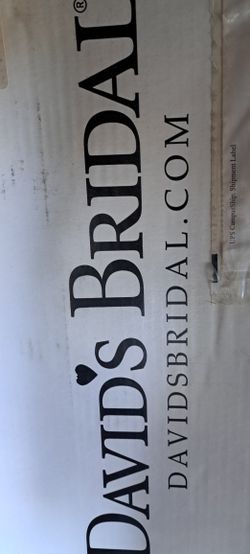 DAVID'S BRIDAL®
DAVIDSBRIDAL.COM
UPS CampusShip: Shipment Label